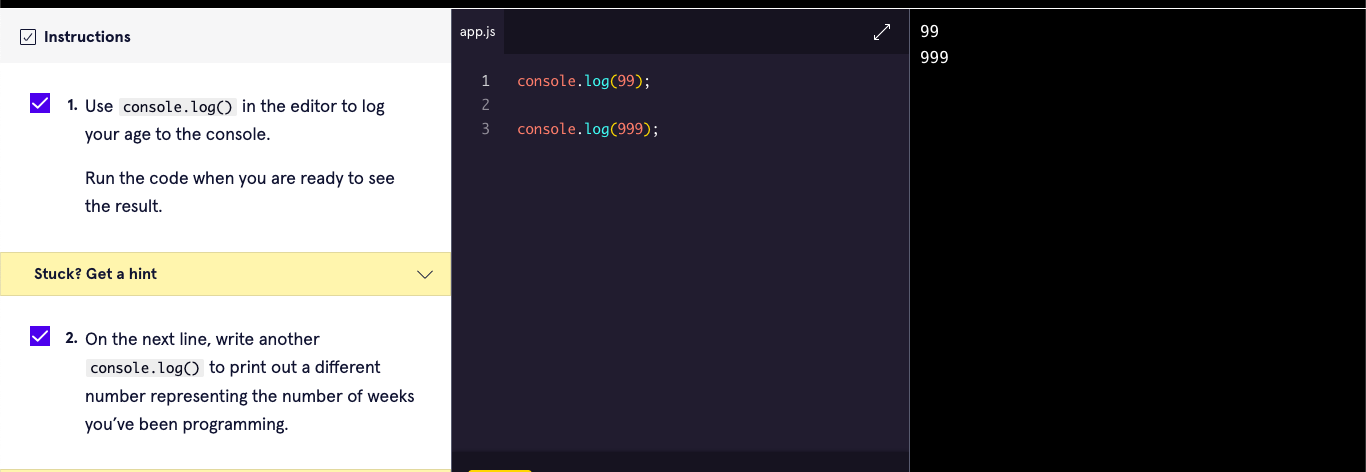 Instructions
1. Use console.log() in the editor to log
your age to the console.
Run the code when you are ready to see
the result.
Stuck? Get a hint
2. On the next line, write another
console.log() to print out a different
number representing the number of weeks
you’ve been programming.
app.js
1 console.log(99);
2
3 console.log(999);
99
999